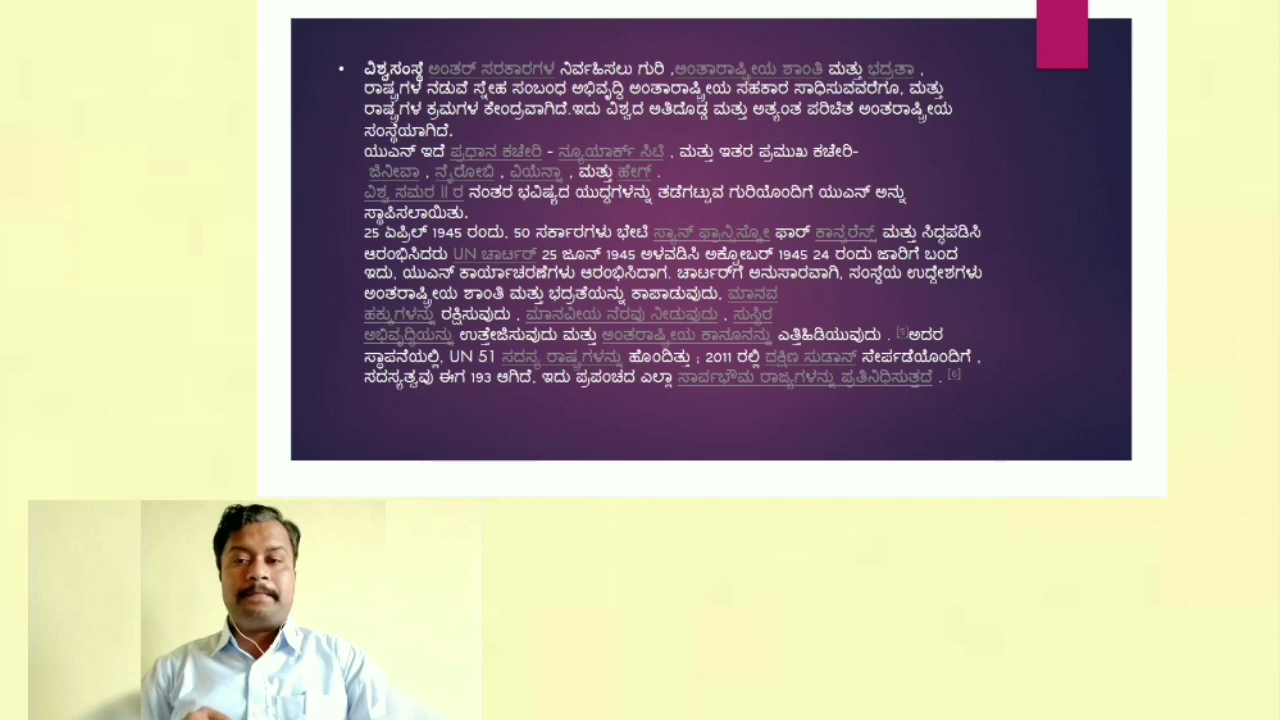 • ವಿಶ್ವಸಂಸ್ಥೆ ಅಂತರ್ ಸರಕಾರಗಳ ನಿರ್ವಹಿಸಲು ಗುರಿ ,ಅಂತಾರಾಷ್ಟ್ರೀಯ ಶಾಂತಿ ಮತ್ತು ಭದ್ರತಾ ,
ರಾಷ್ಟ್ರಗಳ ನಡುವೆ ಸ್ನೇಹ ಸಂಬಂಧ ಅಭಿವೃದ್ಧಿ ಅಂತಾರಾಷ್ಟ್ರೀಯ ಸಹಕಾರ ಸಾಧಿಸುವವರೆಗೂ, ಮತ್ತು
ರಾಷ್ಟ್ರಗಳ ಕ್ರಮಗಳ ಕೇಂದ್ರವಾಗಿದೆ.ಇದು ವಿಶ್ವದ ಅತಿದೊಡ್ಡ ಮತ್ತು ಅತ್ಯಂತ ಪರಿಚಿತ ಅಂತರಾಷ್ಟ್ರೀಯ
ಸಂಸ್ಥೆಯಾಗಿದೆ.
ಯುಎನ್ ಇದೆ ಪ್ರಧಾನ ಕಚೇರಿ - ನ್ಯೂಯಾರ್ಕ್ ಸಿಟಿ , ಮತ್ತು ಇತರ ಪ್ರಮುಖ ಕಚೇರಿ-
ಜಿನೀವಾ , ನೈರೋಬಿ , ವಿಯೆನ್ನಾ , ಮತ್ತು ಹೇಗ್ .
ವಿಶ್ವ ಸಮರ II ರ ನಂತರ ಭವಿಷ್ಯದ ಯುದ್ಧಗಳನ್ನು ತಡೆಗಟ್ಟುವ ಗುರಿಯೊಂದಿಗೆ ಯುಎನ್ ಅನ್ನು
ಸ್ಥಾಪಿಸಲಾಯಿತು.
25 ಏಪ್ರಿಲ್ 1945 ರಂದು, 50 ಸರ್ಕಾರಗಳು ಭೇಟಿ ಸ್ಯಾನ್ ಫ್ರಾನ್ಸಿಸ್ಕೋ ಫಾರ್ ಕಾನ್ಫರೆನ್ಸ್ ಮತ್ತು ಸಿದ್ಧಪಡಿಸಿ
ಆರಂಭಿಸಿದರು UN ಚಾರ್ಟರ್ 25 ಜೂನ್ 1945 ಅಳವಡಿಸಿ ಅಕ್ಟೋಬರ್ 1945 24 ರಂದು ಜಾರಿಗೆ ಬಂದ
ಇದು, ಯುಎನ್ ಕಾರ್ಯಾಚರಣೆಗಳು ಆರಂಭಿಸಿದಾಗ. ಚಾರ್ಟರ್‌ಗೆ ಅನುಸಾರವಾಗಿ, ಸಂಸ್ಥೆಯ ಉದ್ದೇಶಗಳು
ಅಂತರಾಷ್ಟ್ರೀಯ ಶಾಂತಿ ಮತ್ತು ಭದ್ರತೆಯನ್ನು ಕಾಪಾಡುವುದು, ಮಾನವ
ಹಕ್ಕುಗಳನ್ನು ರಕ್ಷಿಸುವುದು , ಮಾನವೀಯ ನೆರವು ನೀಡುವುದು , ಸುಸ್ಥಿರ
ಅಭಿವೃದ್ಧಿಯನ್ನು ಉತ್ತೇಜಿಸುವುದು ಮತ್ತು ಅಂತರಾಷ್ಟ್ರೀಯ ಕಾನೂನನ್ನು ಎತ್ತಿಹಿಡಿಯುವುದು . [5]ಅದರ
ಸ್ಥಾಪನೆಯಲ್ಲಿ, UN 51 ಸದಸ್ಯ ರಾಷ್ಟ್ರಗಳನ್ನು ಹೊಂದಿತ್ತು ; 2011 ರಲ್ಲಿ ದಕ್ಷಿಣ ಸುಡಾನ್ ಸೇರ್ಪಡೆಯೊಂದಿಗೆ ,
ಸದಸ್ಯತ್ವವು ಈಗ 193 ಆಗಿದೆ, ಇದು ಪ್ರಪಂಚದ ಎಲ್ಲಾ ಸಾರ್ವಭೌಮ ರಾಜ್ಯಗಳನ್ನು ಪ್ರತಿನಿಧಿಸುತ್ತದೆ . [6]